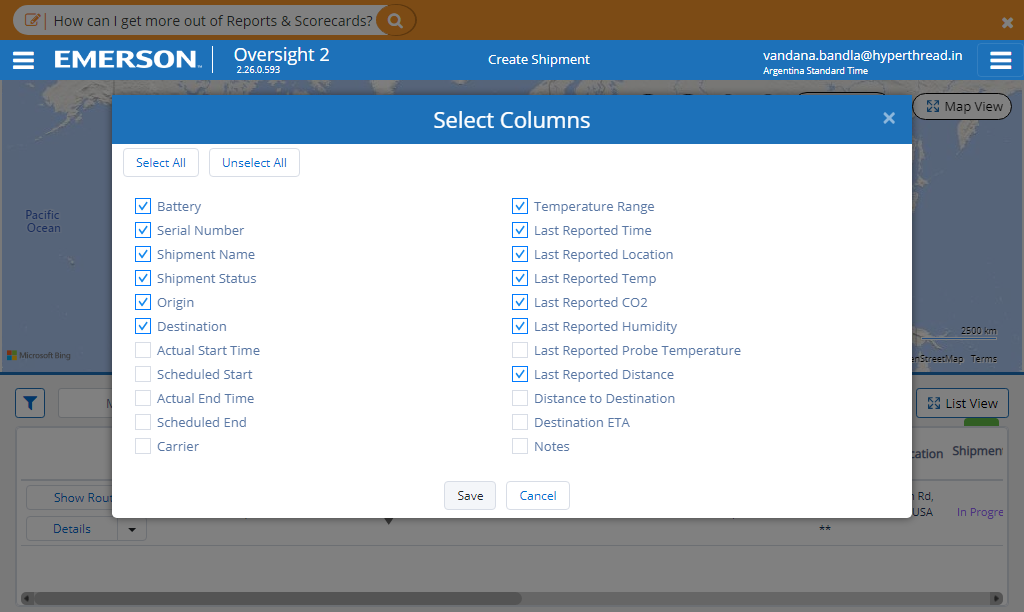 How can I get more out of Reports & Scorecards?
EMERSON
Oversight 2
2.26.0.593
Create Shipment
vandana.bandla@hyperthread.in
Argentina Standard Time
Map View
Select Columns
Select All
Unselect All
Battery
Serial Number
Shipment Name
Shipment Status
Origin
Destination
Actual Start Time
Scheduled Start
Actual End Time
Scheduled End
Carrier
Temperature Range
Last Reported Time
Last Reported Location
Last Reported Temp
Last Reported CO2
Last Reported Humidity
Last Reported Probe Temperature
Last Reported Distance
Distance to Destination
Destination ETA
Notes
Save
Cancel
Pacific
Ocean
Microsoft Bing
2500 km
enStreetMap Terms
List View
cation
Shipmen
Show Rout
Details
Rd,
USA
In Progre
**